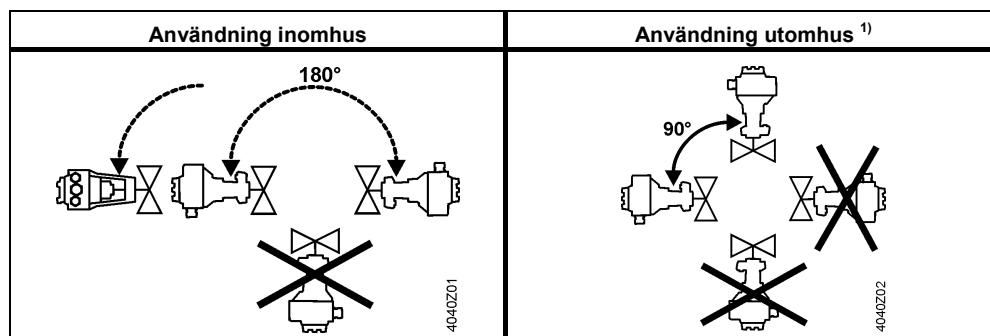 Användning inomhus
Användning utomhus 1)
180°
4040Z01
90°
4040Z02